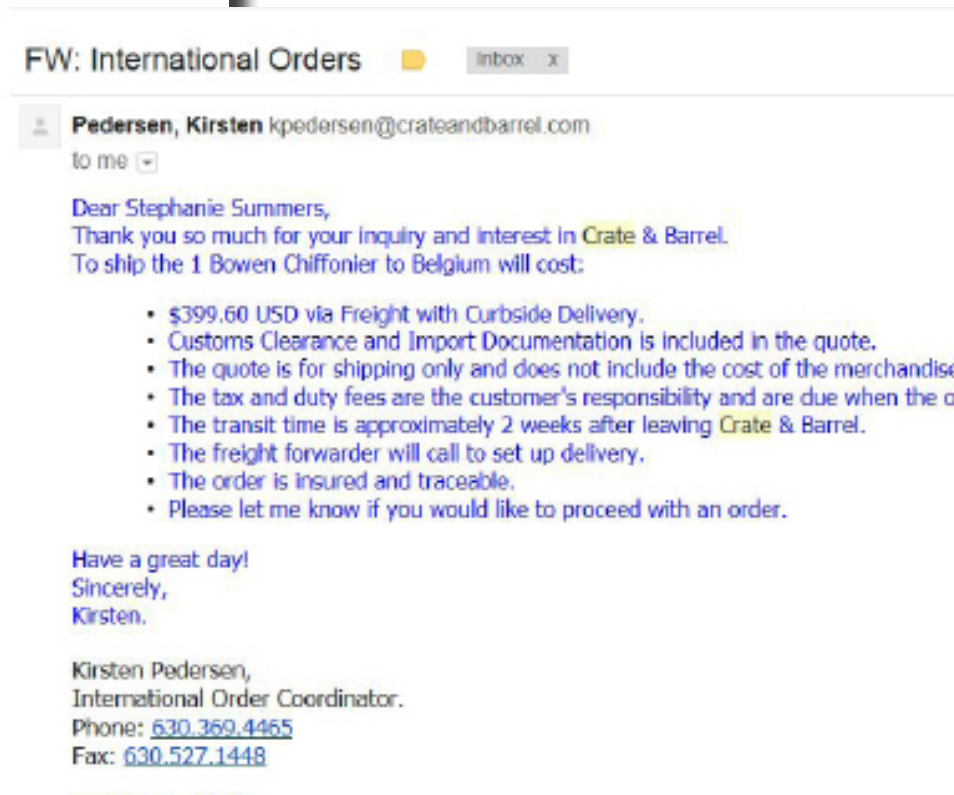 FW: International Orders
Inbox x
Pedersen, Kirsten kpedersen@crateandbarrel.com
to me
Dear Stephanie Summers,
Thank you so much for your inquiry and interest in Crate & Barrel.
To ship the 1 Bowen Chiffonier to Belgium will cost:
• $399.60 USD via Freight with Curbside Delivery.
• Customs Clearance and Import Documentation is included in the quote.
• The quote is for shipping only and does not include the cost of the merchandise
• The tax and duty fees are the customer's responsibility and are due when the
• The transit time is approximately 2 weeks after leaving Crate & Barrel.
• The freight forwarder will call to set up delivery.
• The order is insured and traceable.
• Please let me know if you would like to proceed with an order.
Have a great day!
Sincerely,
Kirsten.
Kirsten Pedersen,
International Order Coordinator.
Phone: 630.369.4465
Fax: 630.527.1448